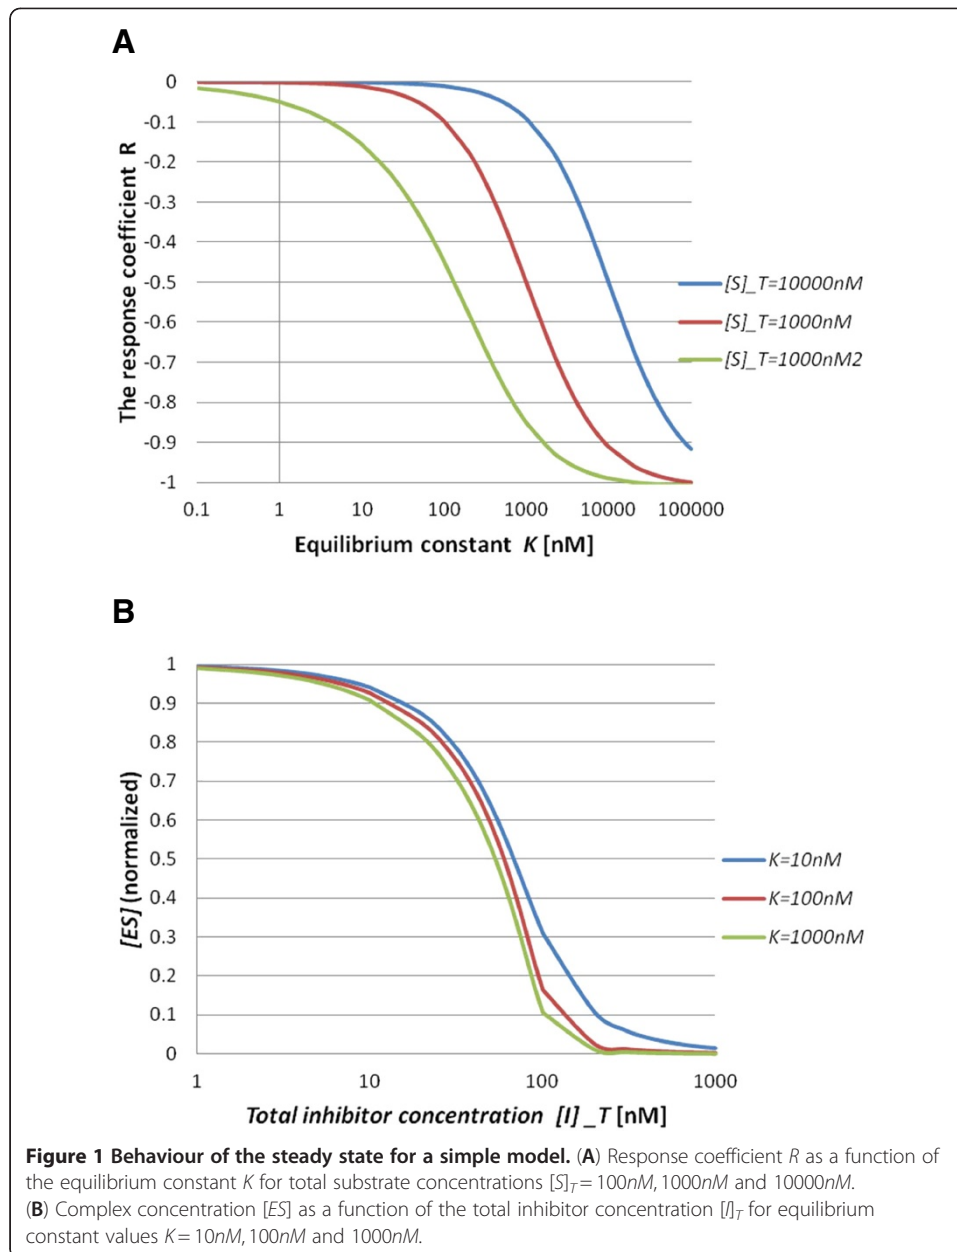 A
0
-0.1
-0.2
-0.3
-0.4
-0.5
-0.6
-0.7
-0.8
-0.9
-1
The response coefficient R
0.1 1 10 100 1000 10000 100000
Equilibrium constant K [nM]
[S]_T=10000nM
[S]_T=1000nM
[S]_T=1000nM2
B
1
0.9
0.8
0.7
0.6
0.5
0.4
0.3
0.2
0.1
0
[ES] (normalized)
1 10 100 1000
Total inhibitor concentration [I]_T [nM]
K=10nM
K=100nM
K=1000nM
Figure 1 Behaviour of the steady state for a simple model. (A) Response coefficient R as a function of
the equilibrium constant K for total substrate concentrations [S]T = 100nM, 1000nM and 10000nM.
(B) Complex concentration [ES] as a function of the total inhibitor concentration [I]T for equilibrium
constant values K = 10nM, 100nM and 1000nM.